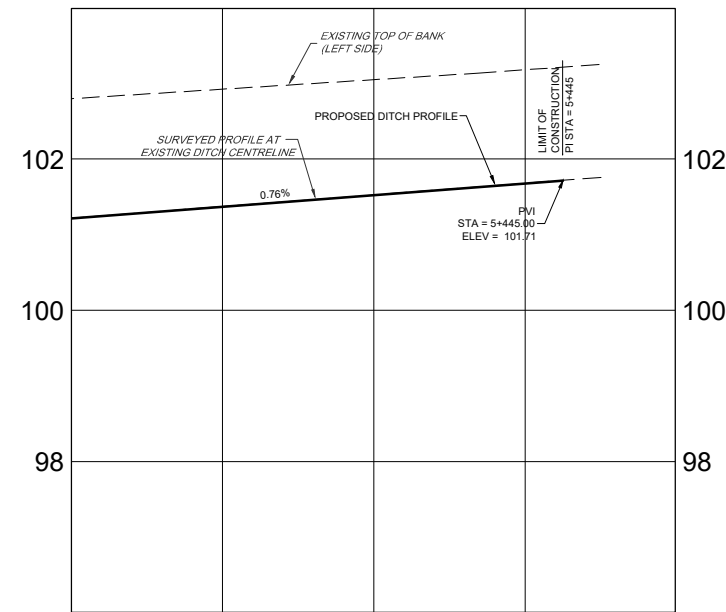 EXISTING TOP OF BANK
(LEFT SIDE)
PROPOSED DITCH PROFILE
LIMIT OF
CONSTRUCTION
PI STA = 5+445
SURVEYED PROFILE AT
EXISTING DITCH CENTRELINE
102
102
0.76%
PVI
STA = 5+445.00
ELEV = 101.71
100
100
98
98